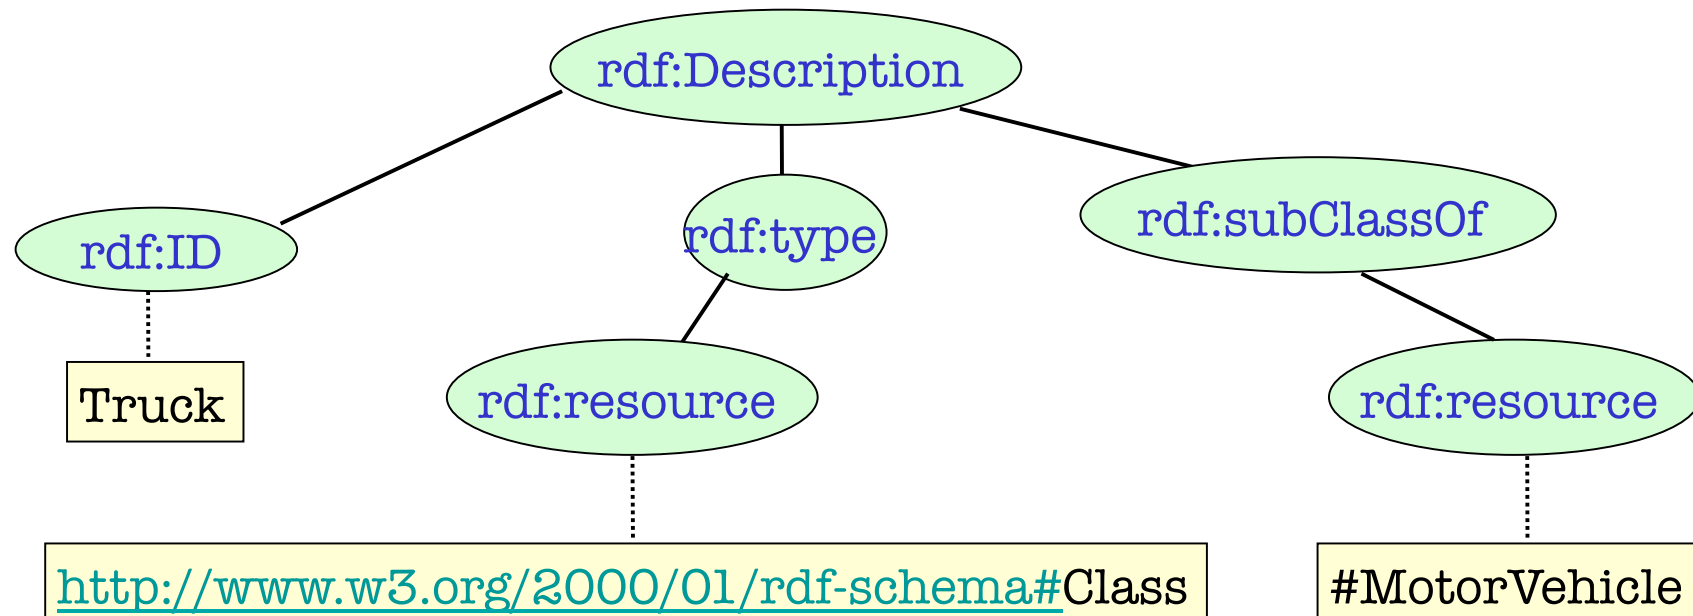 rdf:Description
rdf:ID
rdf:type
rdf:subClassOf
Truck
rdf:resource
rdf:resource
http://www.w3.org/2000/01/rdf-schema#Class
#MotorVehicle